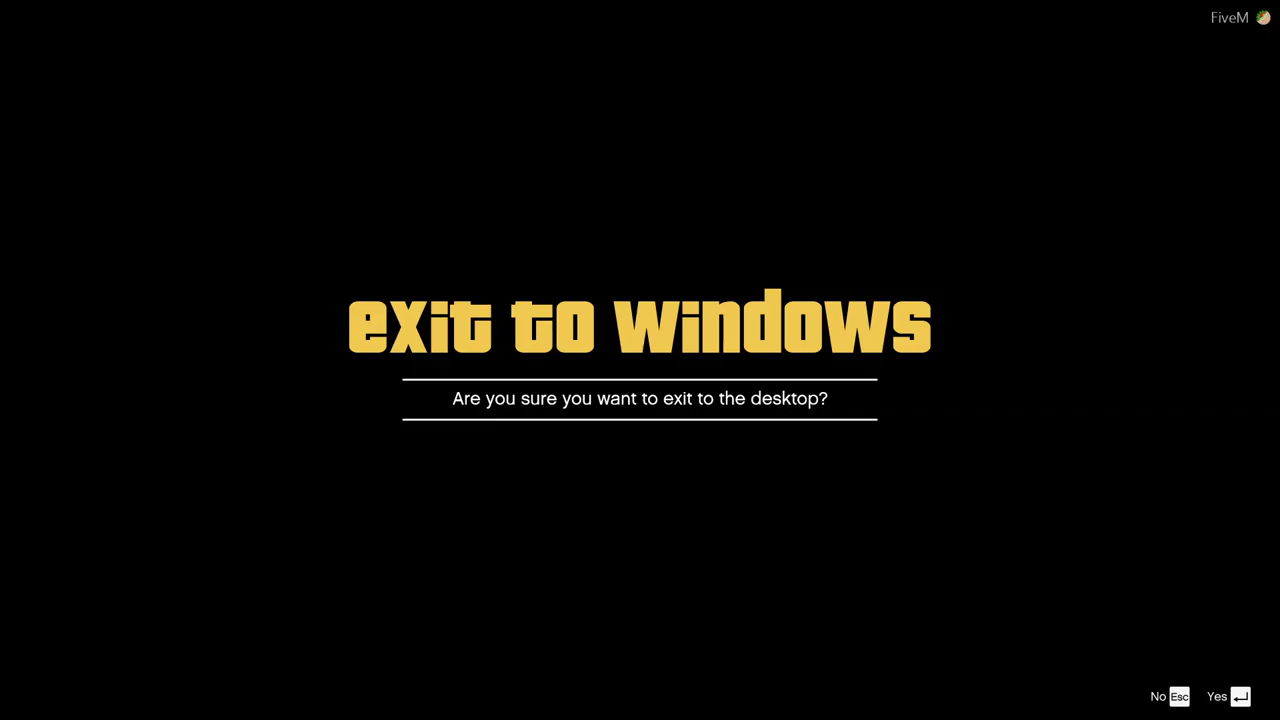 FiveM
exit to windows
Are you sure you want to exit to the desktop?
No Esc Yes